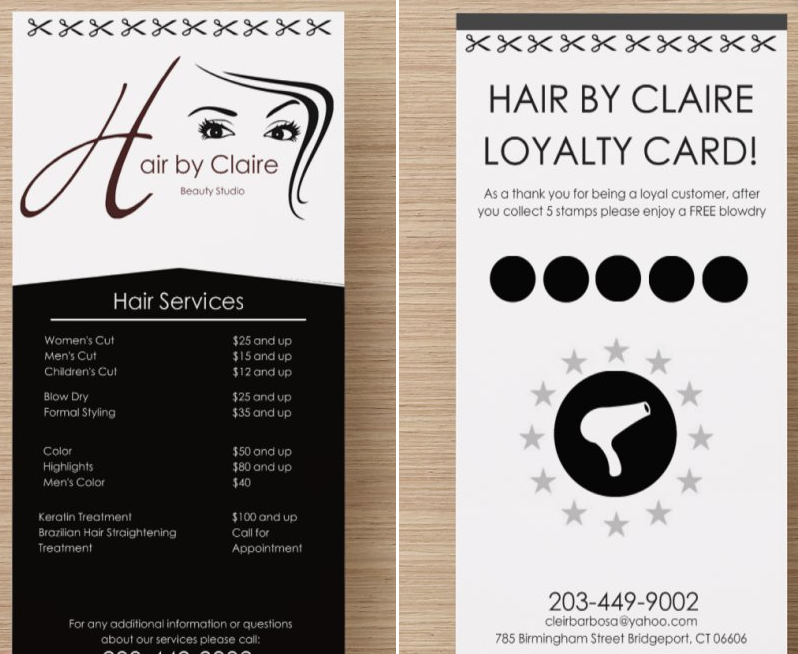 Hair by Claire
Beauty Studio
Hair Services
Women's Cut $25 and up
Men's Cut $15 and up
Children's Cut $12 and up
Blow Dry $25 and up
Formal Styling $35 and up
Color $50 and up
Highlights $80 and up
Men's Color $40
Keratin Treatment $100 and up
Brazilian Hair Straightening Call for
Treatment Appointment
For any additional information or questions
about our services please call:
HAIR BY CLAIRE
LOYALTY CARD!
As a thank you for being a loyal customer, after
you collect 5 stamps please enjoy a FREE blowdry
203-449-9002
cleirbarbosa@yahoo.com
785 Birmingham Street Bridgeport, CT 06606